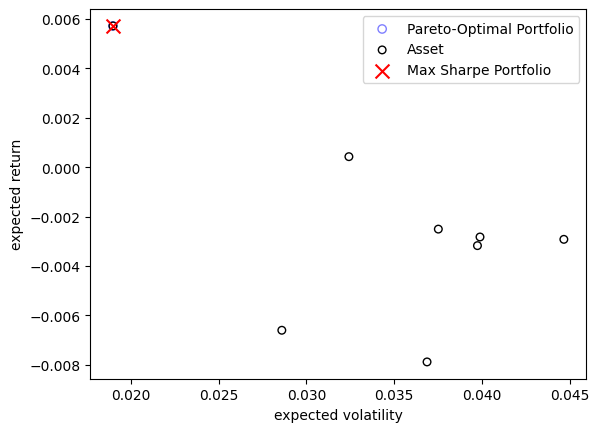 Pareto-Optimal Portfolio
Asset
Max Sharpe Portfolio
0.006
0.004
0.002
0.000
−0.002
−0.004
−0.006
−0.008
expected return
0.020
0.025
0.030
0.035
0.040
0.045
expected volatility